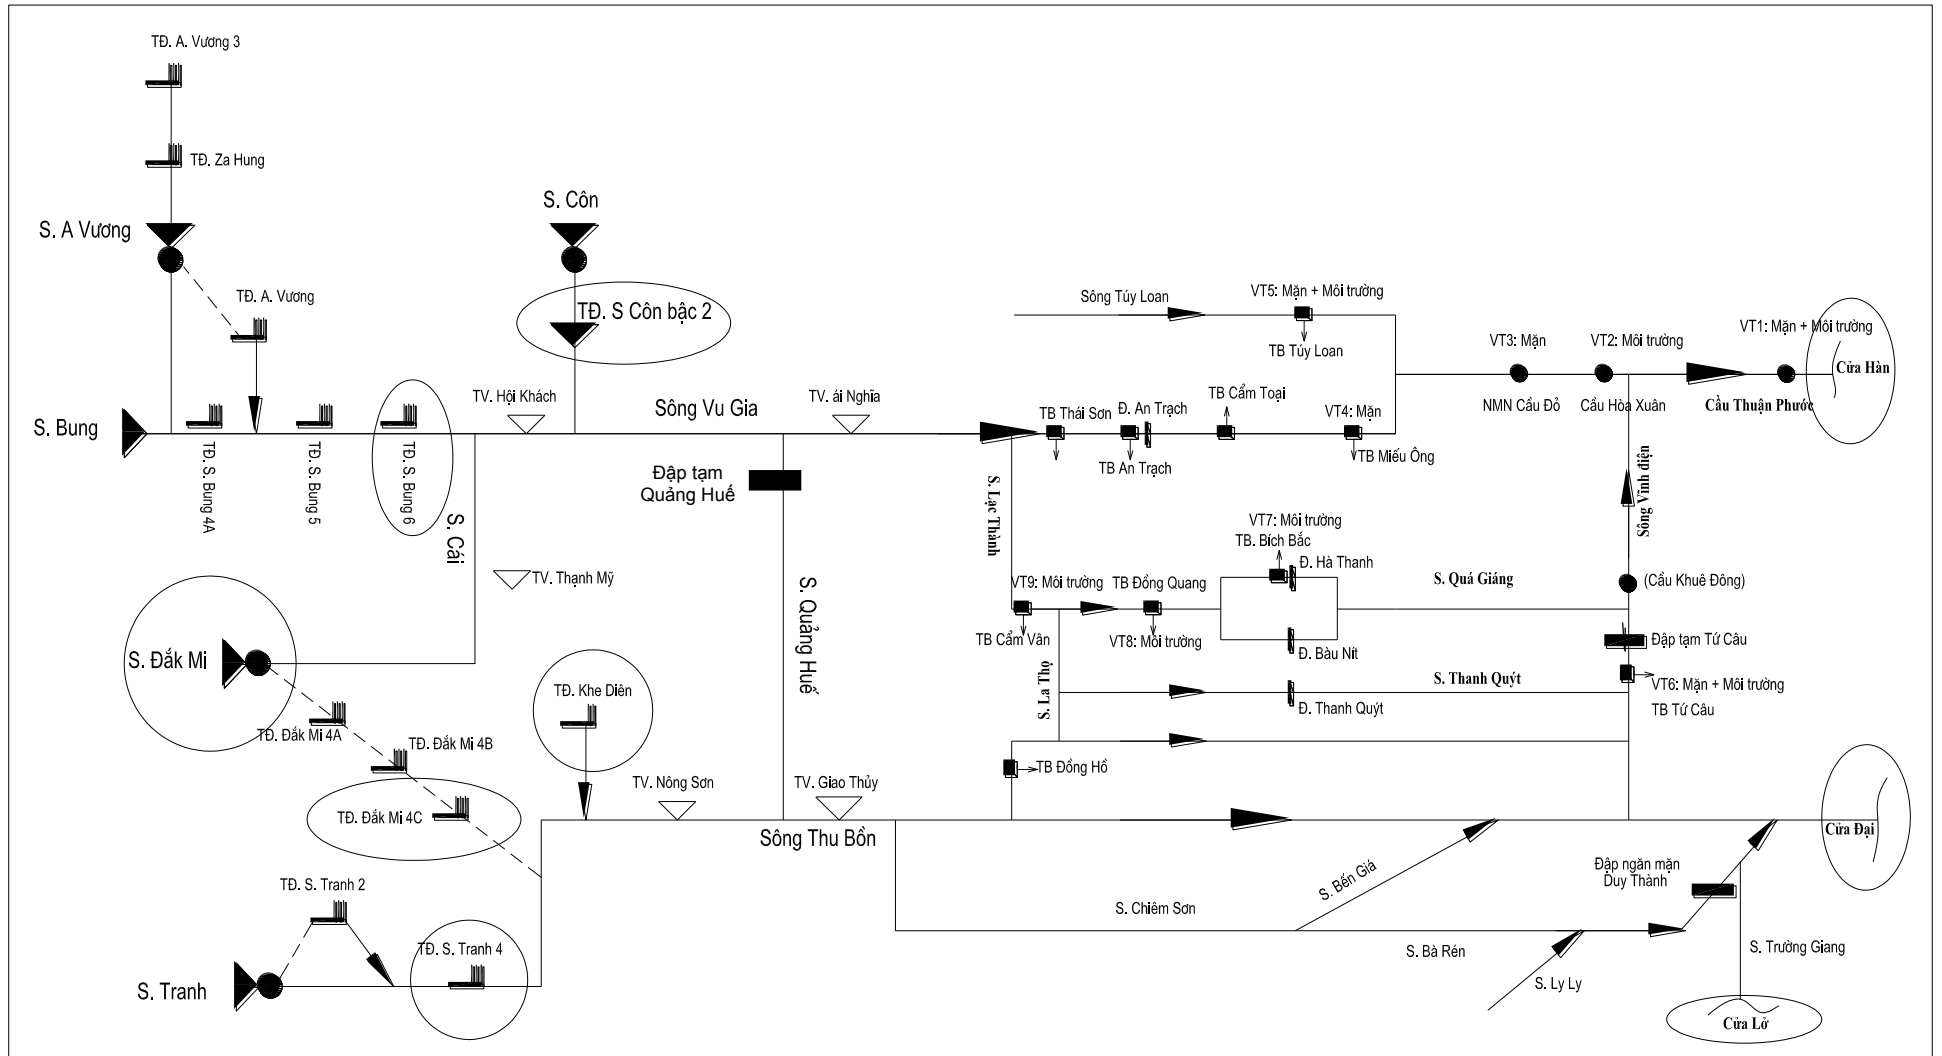 TĐ. A. Vương 3
TĐ. Za Hung
S. A Vương
S. Côn
TĐ. A. Vương
TĐ. S Côn bậc 2
Sông Túy Loan
VT5: Mặn + Môi trường
TB Túy Loan
VT3: Mặn
VT2: Môi trường
VT1: Mặn + Môi trường
Cửa Hàn
NMN Cầu Đỏ
Cầu Hòa Xuân
Cầu Thuận Phước
S. Bung
TĐ. S. Bung 4A
TĐ. S. Bung 5
TĐ. S. Bung 6
TV. Hội Khách
Sông Vu Gia
TV. ái Nghĩa
TB Thái Sơn
Đ. An Trạch
TB Cẩm Toại
VT4: Mặn
TB An Trạch
TB Miếu Ông
Đập tạm
Quảng Huế
S. Cái
S. Lạc Thành
Sông Vĩnh điện
VT7: Môi trường
TB. Bích Bắc
Đ. Hà Thanh
TV. Thạnh Mỹ
S. Quảng Huế
VT9: Môi trường
TB Đồng Quang
S. Quá Giáng
(Cầu Khuê Đông)
TB Cẩm Vân
VT8: Môi trường
Đ. Bàu Nít
Đập tạm Tứ Câu
S. Đắk Mi
TĐ. Khe Diên
S. La Thọ
S. Thanh Quýt
Đ. Thanh Quýt
VT6: Mặn + Môi trường
TB Tứ Câu
TĐ. Đắk Mi 4A
TĐ. Đắk Mi 4B
TB Đồng Hồ
TV. Nông Sơn
TV. Giao Thủy
TĐ. Đắk Mi 4C
Sông Thu Bồn
Cửa Đại
TĐ. S. Tranh 2
S. Bến Giá
Đập ngăn mặn
Duy Thành
S. Chiêm Sơn
TĐ. S. Tranh 4
S. Bà Rén
S. Trường Giang
S. Tranh
S. Ly Ly
Cửa Lở